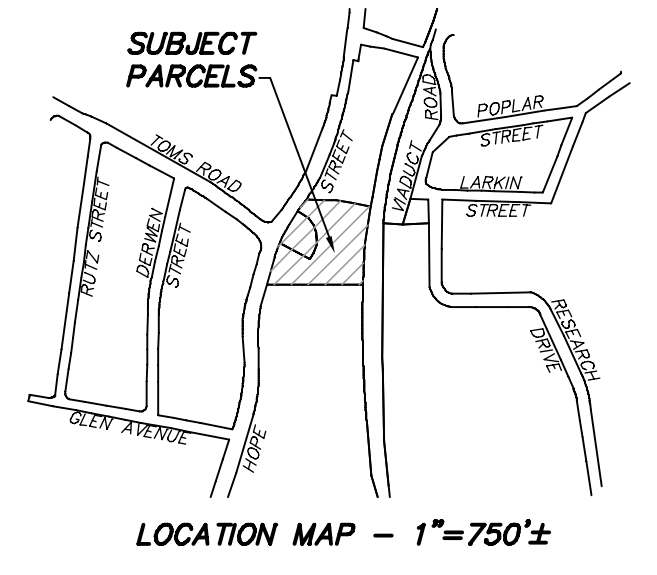 SUBJECT
PARCELS
TOMS ROAD
STREET
VIADUCT ROAD
POPLAR
STREET
LARKIN
STREET
RUTZ STREET
DERWEN
STREET
RESEARCH
DRIVE
GLEN AVENUE
HOPE
LOCATION MAP - 1"=750'±